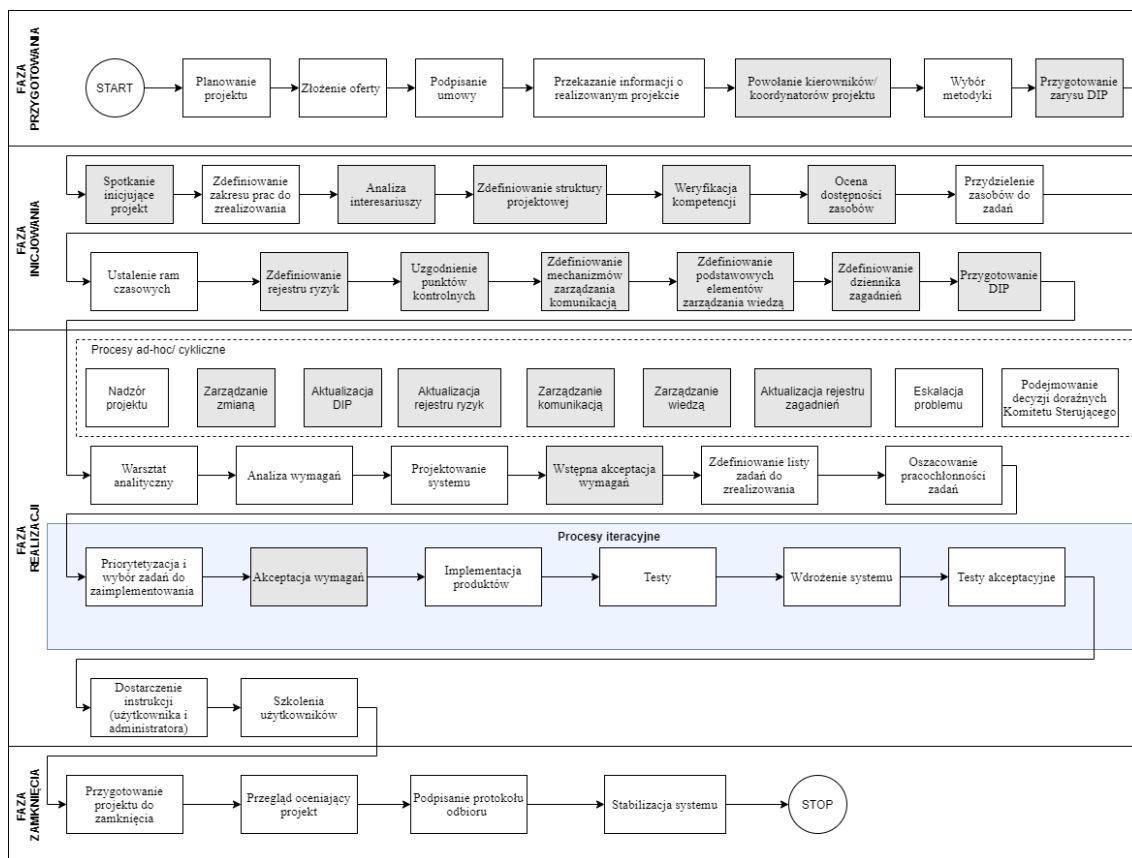 FAZA
PRZYGOTOWANIA
START
Planowanie
projektu
Złożenie oferty
Podpisanie
umowy
Przekazanie informacji o
realizowanym projekcie
Powołanie kierowników/
koordynatorów projektu
Wybór
metodyki
Przygotowanie
zarysu DIP
FAZA
INICJOWANIA
Spotkanie
inicjujące
projekt
Zdefiniowanie
zakresu prac do
zrealizowania
Analiza
interesariuszy
Zdefiniowanie struktury
projektowej
Weryfikacja
kompetencji
Ocena
dostępności
zasobów
Przydzielenie
zasobów do
zadań
Ustalenie ram
czasowych
Zdefiniowanie
rejestru ryzyk
Uzgodnienie
punktów
kontrolnych
Zdefiniowanie
mechanizmów
zarządzania
komunikacją
Zdefiniowanie
podstawowych
elementów
zarządzania wiedzą
Zdefiniowanie
dziennika
zagadnień
Przygotowanie
DIP
FAZA
REALIZACJI
Procesy ad-hoc/ cykliczne
Nadzór
projektu
Zarządzanie
zmianą
Aktualizacja
DIP
Aktualizacja
rejestru ryzyk
Zarządzanie
komunikacją
Zarządzanie
wiedzą
Aktualizacja rejestru
zagadnień
Eskalacja
problemu
Podejmowanie
decyzji doraźnych
Komitetu Sterującego
Warsztat
analityczny
Analiza wymagań
Projektowanie
systemu
Wstępna akceptacja
wymagań
Zdefiniowanie listy
zadań do
zrealizowania
Oszacowanie
pracochłonności
zadań
Procesy iteracyjne
Priorytetyzacja i
wybór zadań do
zaimplementowania
Akceptacja wymagań
Implementacja
produktów
Testy
Wdrożenie systemu
Testy akceptacyjne
Dostarczenie
instrukcji
(użytkownika i
administratora)
Szkolenia
użytkowników
FAZA
ZAMKNIĘCIA
Przygotowanie
projektu do
zamknięcia
Przegląd oceniający
projekt
Podpisanie protokołu
odbioru
Stabilizacja systemu
STOP